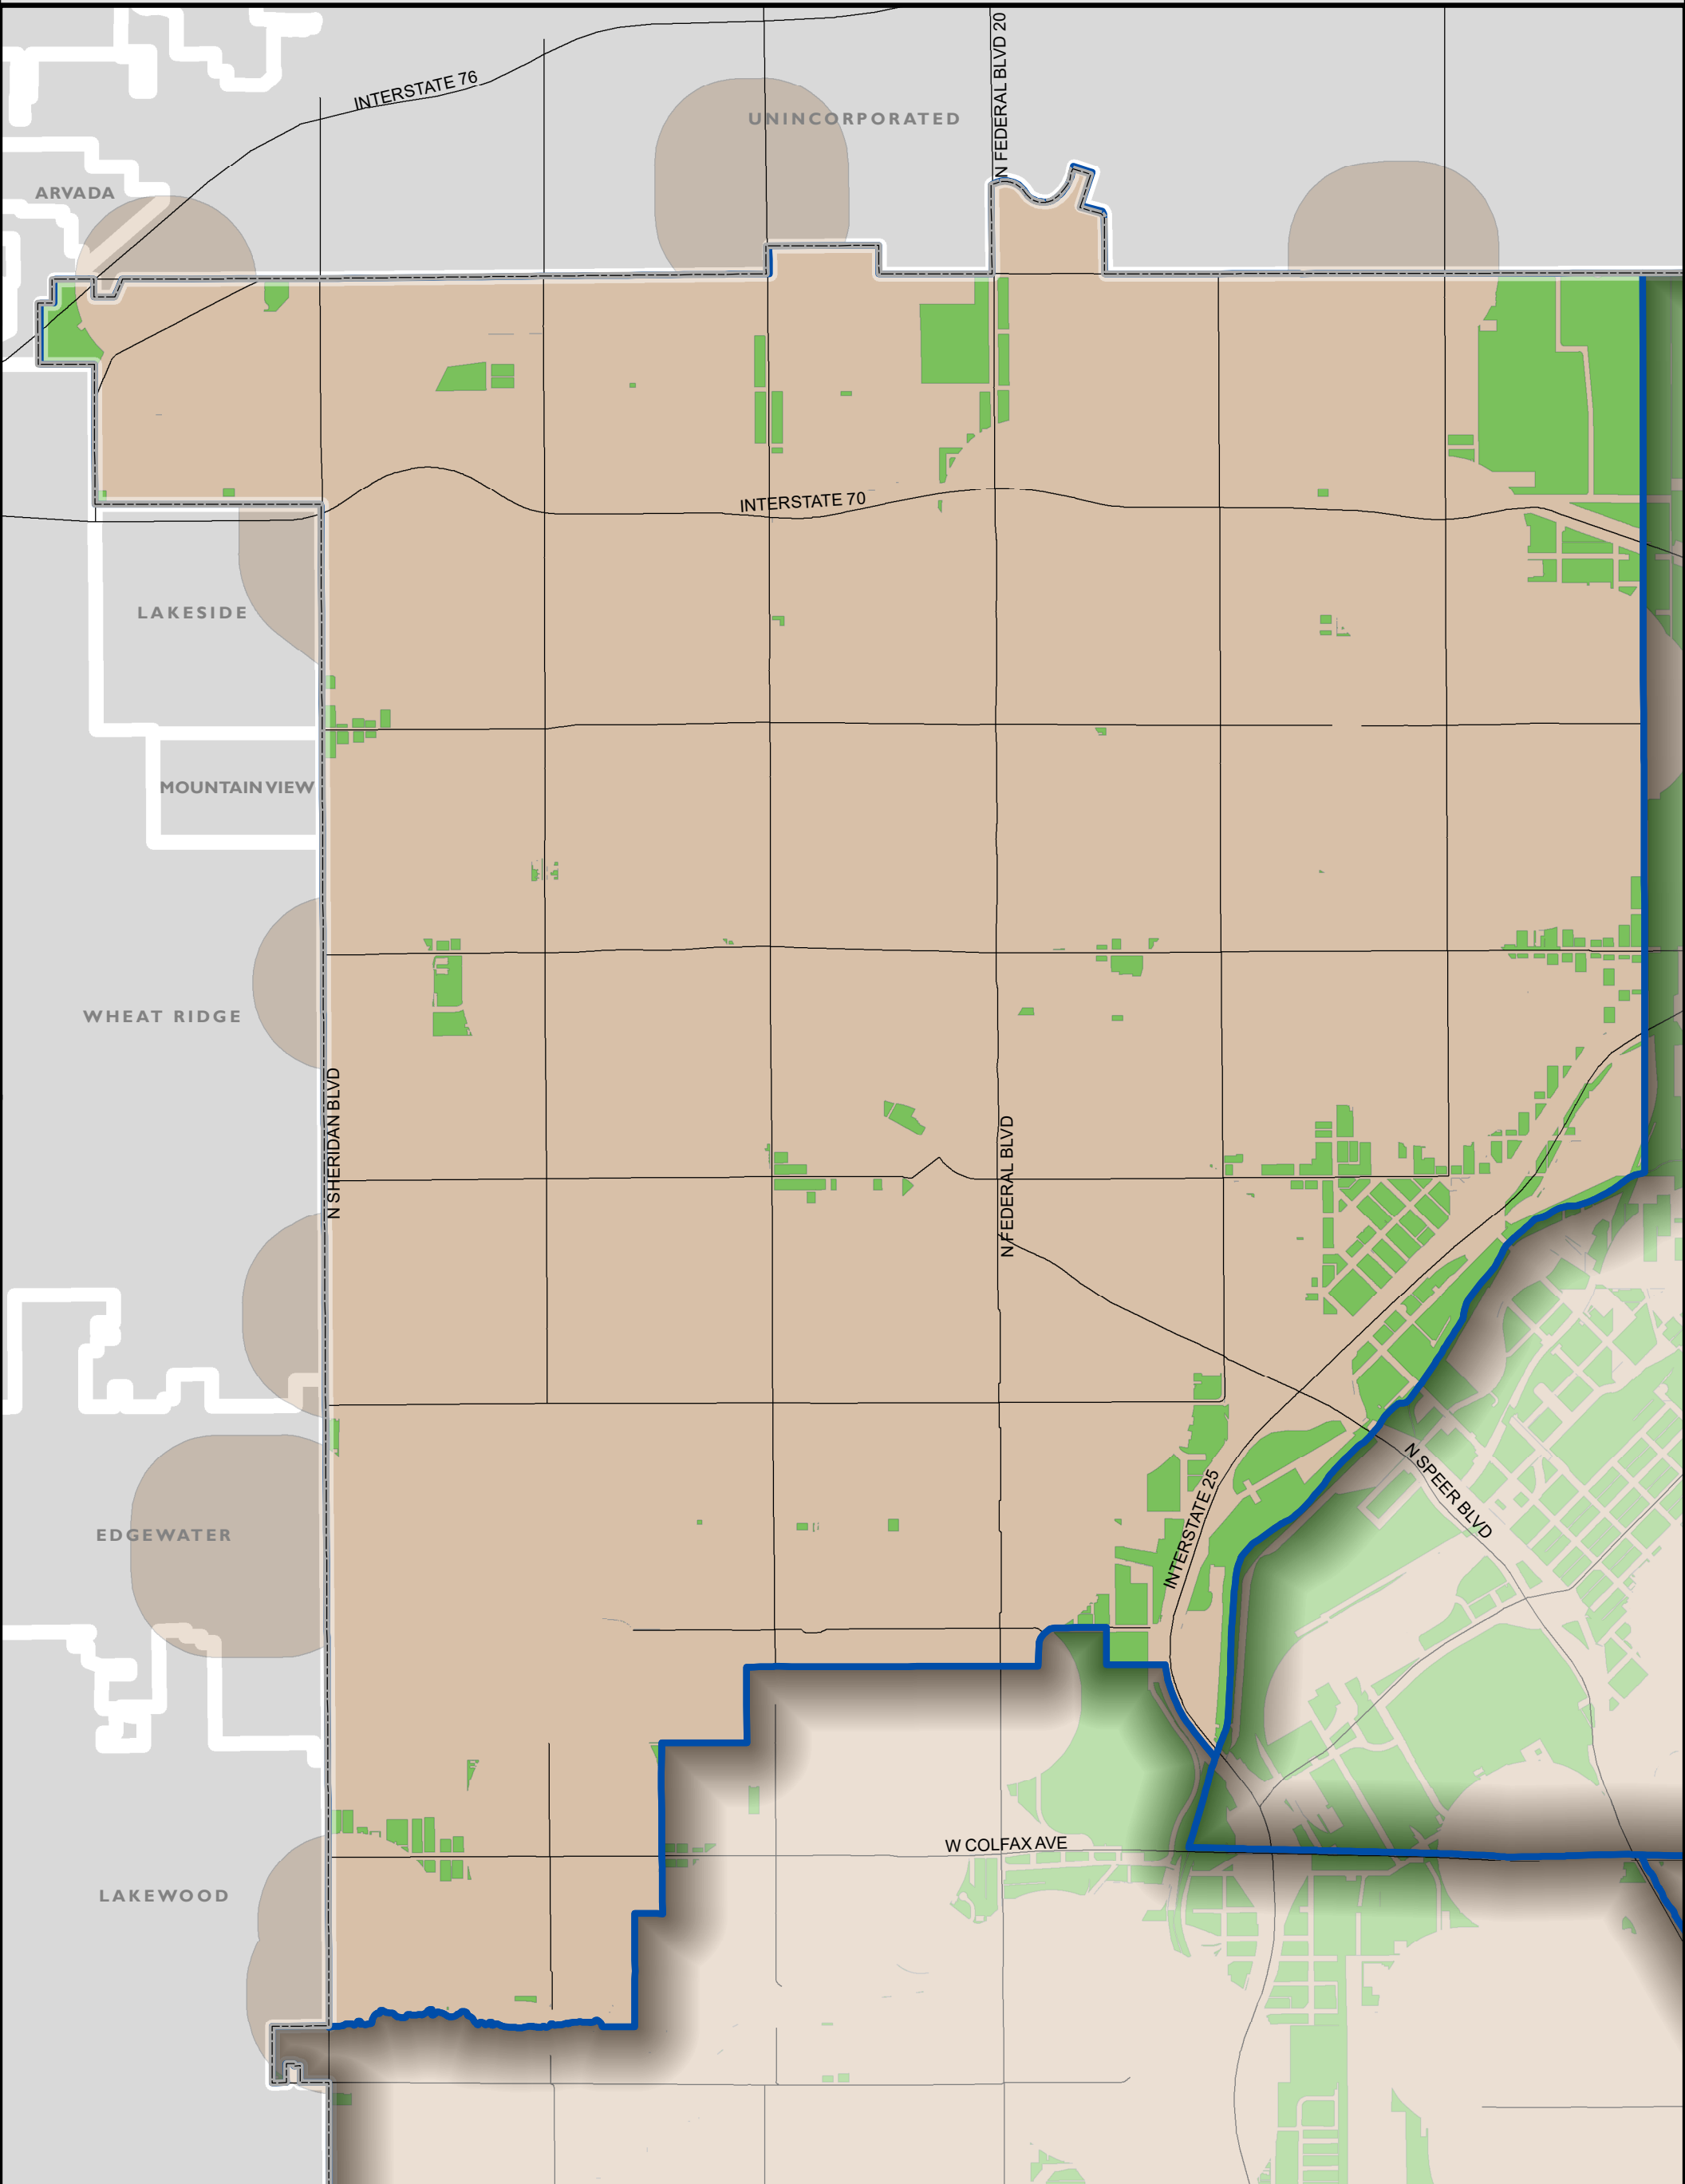 N FEDERAL BLVD 20
INTERSTATE 76
UNINCORPORATED
ARVADA
INTERSTATE 70
LAKESIDE
MOUNTAIN VIEW
WHEAT RIDGE
N SHERIDAN BLVD
N FEDERAL BLVD
N SPEER BLVD
INTERSTATE 25
EDGEWATER
W COLFAX AVE
LAKEWOOD